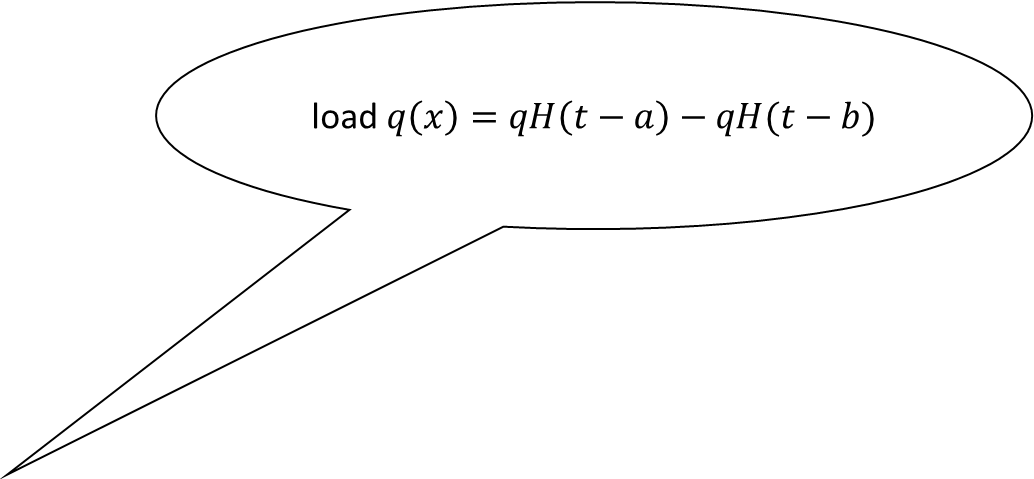 load q(x) = qH(t − a) − qH(t − b)